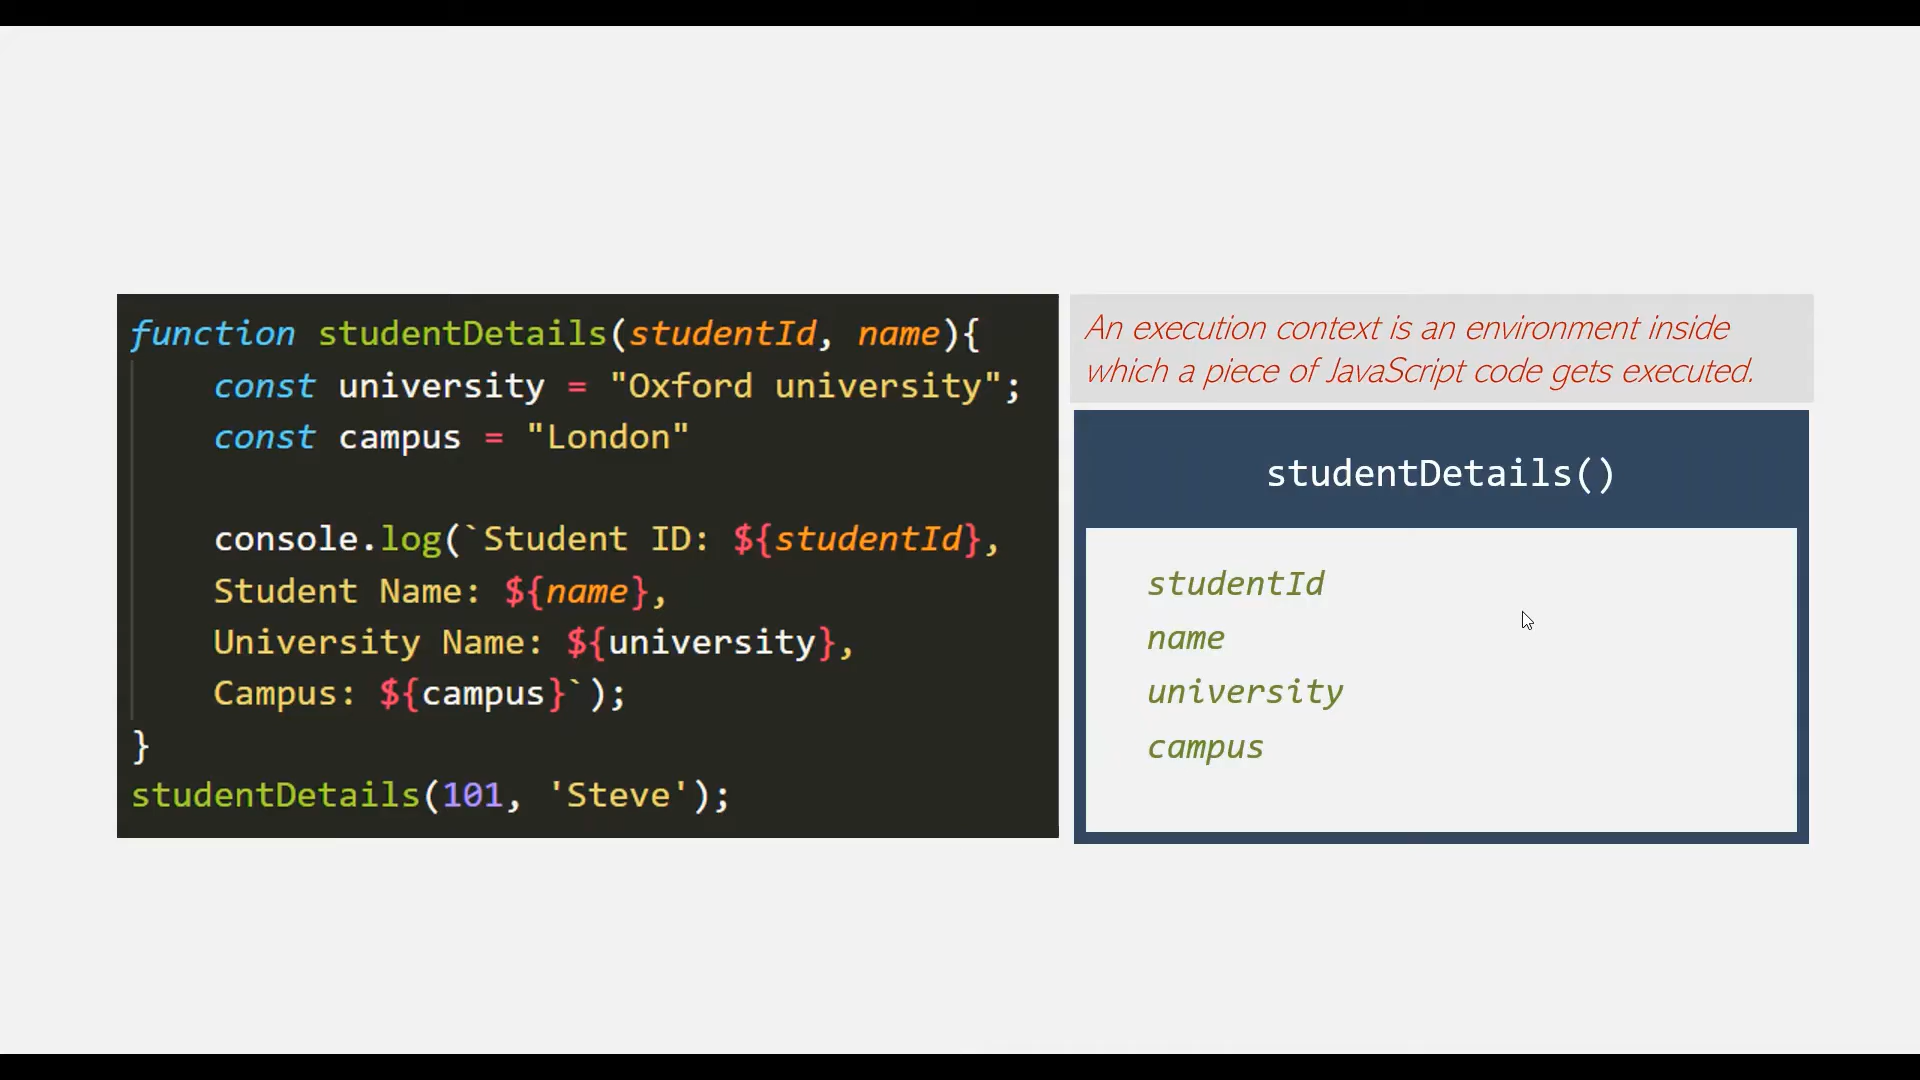 function studentDetails(studentId, name){
const university = "Oxford university";
const campus = "London"
console.log(`Student ID: ${studentId},
Student Name: ${name},
University Name: ${university},
Campus: ${campus}`);
}
studentDetails(101, 'Steve');
An execution context is an environment inside
which a piece of JavaScript code gets executed.
studentDetails()
studentId
name
university
campus